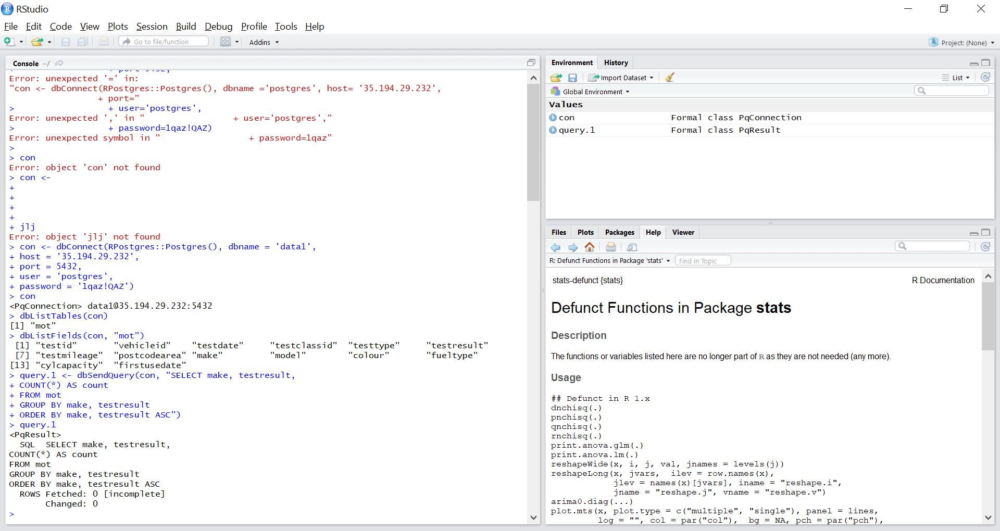 RStudio
File Edit Code View Plots Session Build Debug Profile Tools Help
Go to file/function Addins Project: (None)
Console ~/
Error: unexpected '=' in:
"con <- dbConnect(RPostgres::Postgres(), dbname ='postgres', host= '35.194.29.232',
+ port="
> + user='postgres',
Error: unexpected ',' in " + user='postgres',"
> + password=1qaz!QAZ)
Error: unexpected symbol in " + password=1qaz"
>
> con
Error: object 'con' not found
> con <-
+
+
+
+
+ jlj
Error: object 'jlj' not found
> con <- dbConnect(RPostgres::Postgres(), dbname = 'data1',
+ host = '35.194.29.232',
+ port = 5432,
+ user = 'postgres',
+ password = '1qaz!QAZ')
> con
<PqConnection> data1@35.194.29.232:5432
> dbListTables(con)
[1] "mot"
> dbListFields(con, "mot")
[1] "testid" "vehicleid" "testdate" "testclassid" "testtype" "testresult"
[7] "testmileage" "postcodearea" "make" "model" "colour" "fueltype"
[13] "cylcapacity" "firstusedate"
> query.1 <- dbSendQuery(con, "SELECT make, testresult,
+ COUNT(*) AS count
+ FROM mot
+ GROUP BY make, testresult
+ ORDER BY make, testresult ASC")
> query.1
<PqResult>
SQL SELECT make, testresult,
COUNT(*) AS count
FROM mot
GROUP BY make, testresult
ORDER BY make, testresult ASC
ROWS Fetched: 0 [incomplete]
Changed: 0
>
Environment History
Import Dataset List
Global Environment
Values
con Formal class PqConnection
query.1 Formal class PqResult
Files Plots Packages Help Viewer
R: Defunct Functions in Package 'stats' Find in Topic
stats-defunct {stats} R Documentation
Defunct Functions in Package stats
Description
The functions or variables listed here are no longer part of R as they are not needed (any more).
Usage
## Defunct in R 1.x
dnchisq(.)
pnchisq(.)
qnchisq(.)
rnchisq(.)
print.anova.glm(.)
print.anova.lm(.)
reshapeWide(x, i, j, val, jnames = levels(j))
reshapeLong(x, jvars, ilev = row.names(x),
jlev = names(x)[jvars], iname = "reshape.i",
jname = "reshape.j", vname = "reshape.v")
arima0.diag(...)
plot.mts(x, plot.type = c("multiple", "single"), panel = lines,
log = "", col = par("col"), bg = NA, pch = par("pch"),